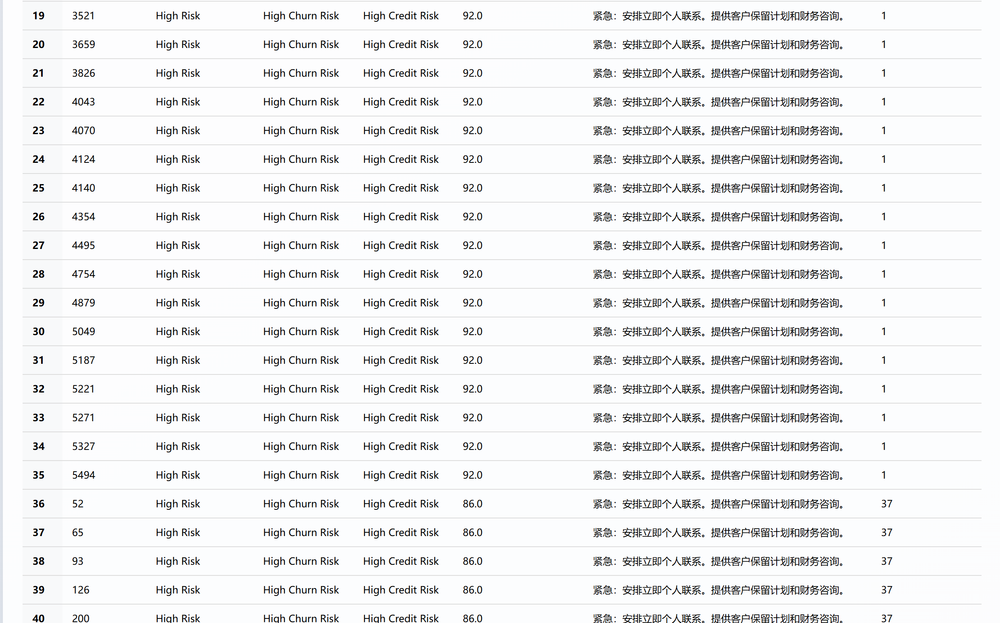 19 3521 High Risk High Churn Risk High Credit Risk 92.0 紧急：安排立即个人联系。提供客户保留计划和财务咨询。 1
20 3659 High Risk High Churn Risk High Credit Risk 92.0 紧急：安排立即个人联系。提供客户保留计划和财务咨询。 1
21 3826 High Risk High Churn Risk High Credit Risk 92.0 紧急：安排立即个人联系。提供客户保留计划和财务咨询。 1
22 4043 High Risk High Churn Risk High Credit Risk 92.0 紧急：安排立即个人联系。提供客户保留计划和财务咨询。 1
23 4070 High Risk High Churn Risk High Credit Risk 92.0 紧急：安排立即个人联系。提供客户保留计划和财务咨询。 1
24 4124 High Risk High Churn Risk High Credit Risk 92.0 紧急：安排立即个人联系。提供客户保留计划和财务咨询。 1
25 4140 High Risk High Churn Risk High Credit Risk 92.0 紧急：安排立即个人联系。提供客户保留计划和财务咨询。 1
26 4354 High Risk High Churn Risk High Credit Risk 92.0 紧急：安排立即个人联系。提供客户保留计划和财务咨询。 1
27 4495 High Risk High Churn Risk High Credit Risk 92.0 紧急：安排立即个人联系。提供客户保留计划和财务咨询。 1
28 4754 High Risk High Churn Risk High Credit Risk 92.0 紧急：安排立即个人联系。提供客户保留计划和财务咨询。 1
29 4879 High Risk High Churn Risk High Credit Risk 92.0 紧急：安排立即个人联系。提供客户保留计划和财务咨询。 1
30 5049 High Risk High Churn Risk High Credit Risk 92.0 紧急：安排立即个人联系。提供客户保留计划和财务咨询。 1
31 5187 High Risk High Churn Risk High Credit Risk 92.0 紧急：安排立即个人联系。提供客户保留计划和财务咨询。 1
32 5221 High Risk High Churn Risk High Credit Risk 92.0 紧急：安排立即个人联系。提供客户保留计划和财务咨询。 1
33 5271 High Risk High Churn Risk High Credit Risk 92.0 紧急：安排立即个人联系。提供客户保留计划和财务咨询。 1
34 5327 High Risk High Churn Risk High Credit Risk 92.0 紧急：安排立即个人联系。提供客户保留计划和财务咨询。 1
35 5494 High Risk High Churn Risk High Credit Risk 92.0 紧急：安排立即个人联系。提供客户保留计划和财务咨询。 1
36 52 High Risk High Churn Risk High Credit Risk 86.0 紧急：安排立即个人联系。提供客户保留计划和财务咨询。 37
37 65 High Risk High Churn Risk High Credit Risk 86.0 紧急：安排立即个人联系。提供客户保留计划和财务咨询。 37
38 93 High Risk High Churn Risk High Credit Risk 86.0 紧急：安排立即个人联系。提供客户保留计划和财务咨询。 37
39 126 High Risk High Churn Risk High Credit Risk 86.0 紧急：安排立即个人联系。提供客户保留计划和财务咨询。 37
40 200 High Risk High Churn Risk High Credit Risk 86.0 紧急：安排立即个人联系。提供客户保留计划和财务咨询。 37